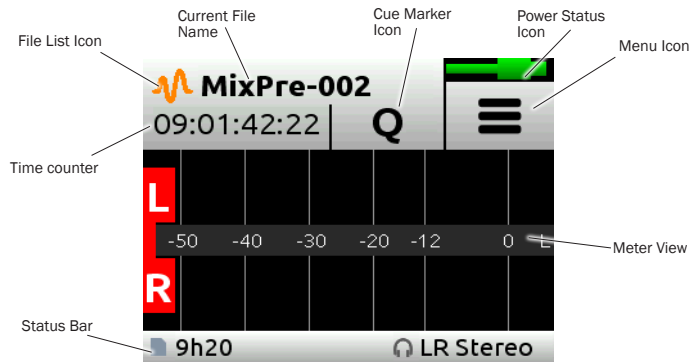 Current File
Name
Cue Marker
Icon
Power Status
Icon
File List Icon
Menu Icon
MixPre-002
09:01:42:22
Q
Time counter
L
-50 -40 -30 -20 -12 0 L
Meter View
R
Status Bar
9h20
LR Stereo